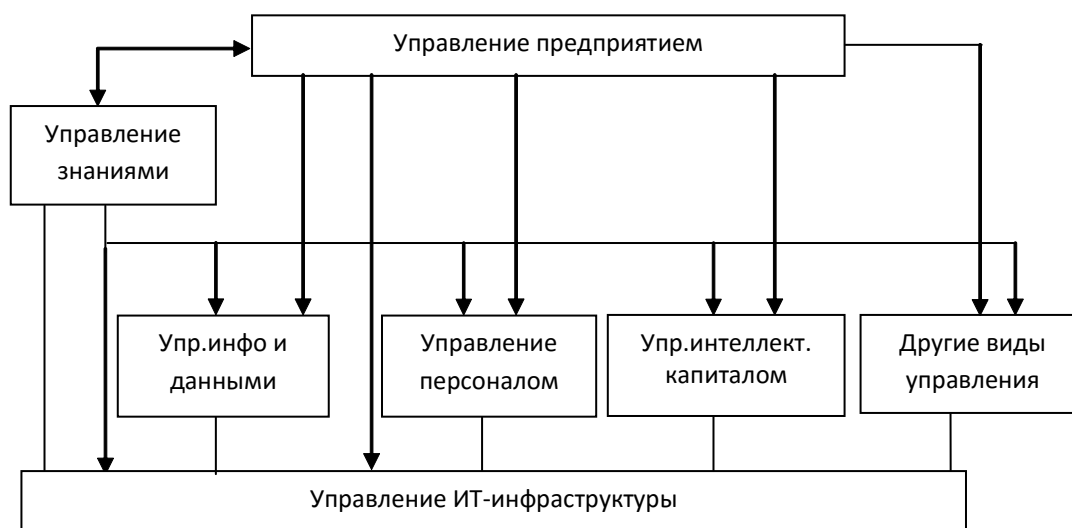 Управление предприятием
Управление
знаниями
Упр.инфо и
данными
Управление
персоналом
Упр.интеллект.
капиталом
Другие виды
управления
Управление ИТ-инфраструктуры